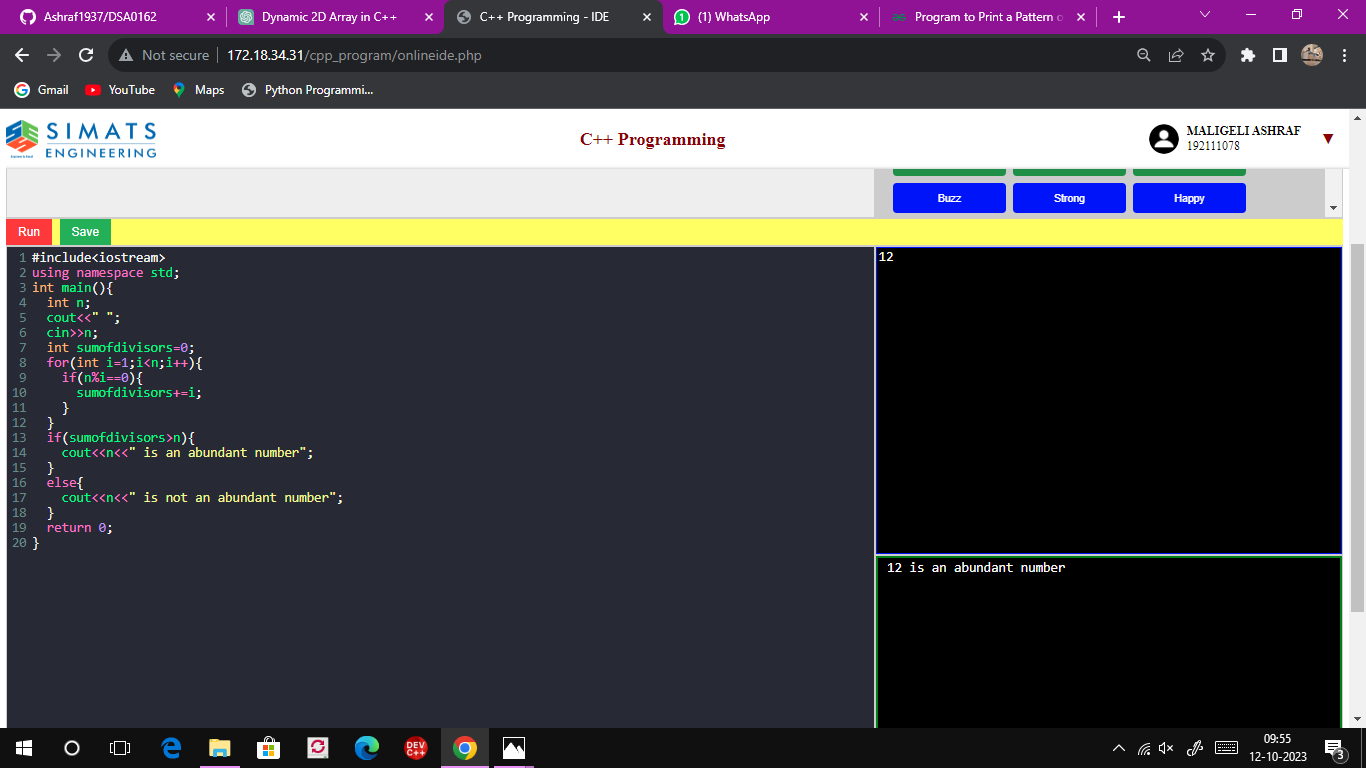 Ashraf1937/DSA0162
Dynamic 2D Array in C++
C++ Programming - IDE
(1) WhatsApp
Program to Print a Pattern o
Not secure
172.18.34.31/cpp_program/onlineide.php
Gmail
YouTube
Maps
Python Programmi...
SIMATS
ENGINEERING
C++ Programming
MALIGELI ASHRAF
192111078
Buzz
Strong
Happy
Run
Save
1 #include<iostream>
2 using namespace std;
3 int main(){
4 int n;
5 cout<<" ";
6 cin>>n;
7 int sumofdivisors=0;
8 for(int i=1;i<n;i++){
9 if(n%i==0){
10 sumofdivisors+=i;
11 }
12 }
13 if(sumofdivisors>n){
14 cout<<n<<" is an abundant number";
15 }
16 else{
17 cout<<n<<" is not an abundant number";
18 }
19 return 0;
20 }
12
12 is an abundant number
DEV
C++
09:55
12-10-2023
3